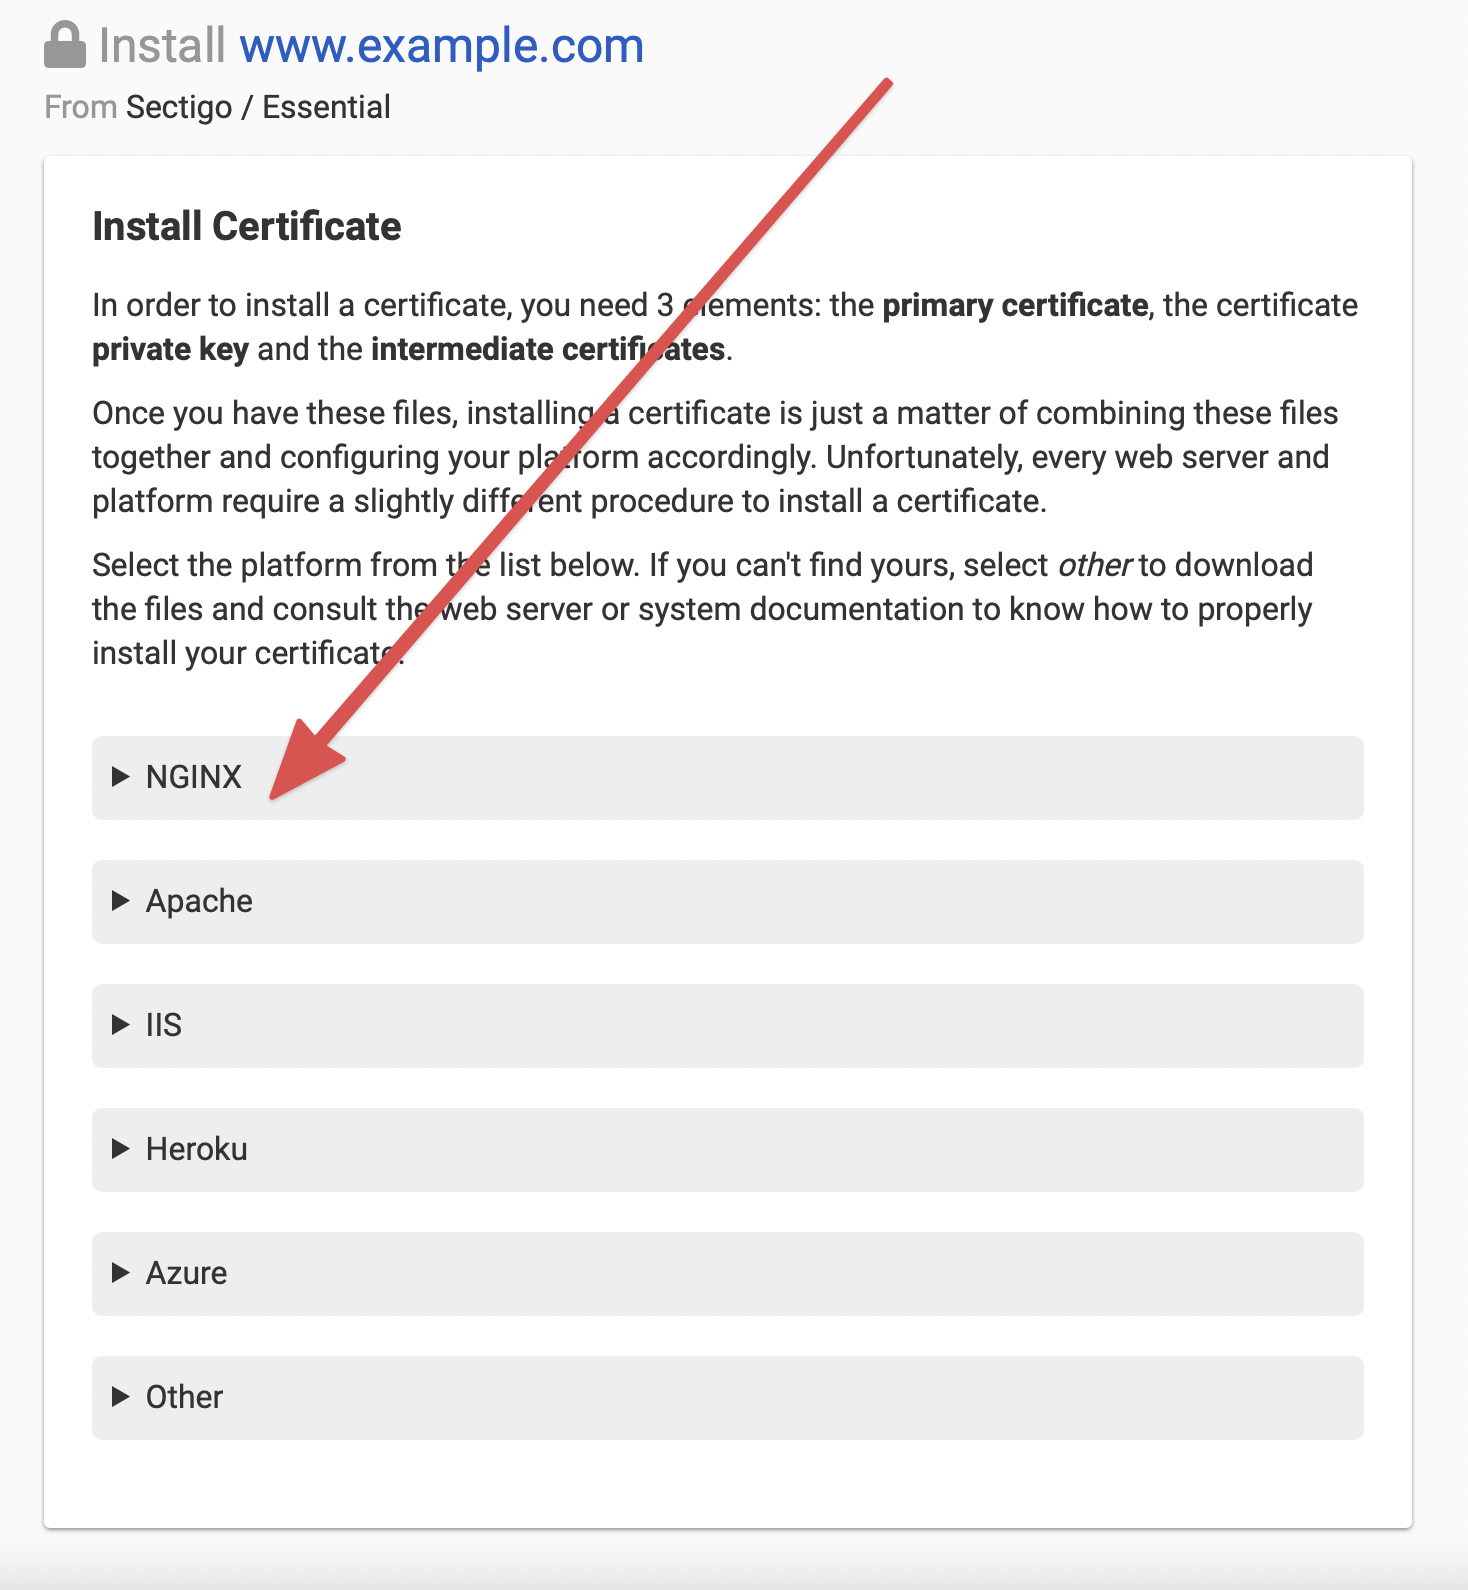 Install www.example.com
From Sectigo / Essential
Install Certificate
In order to install a certificate, you need 3 elements: the primary certificate, the certificate
private key and the intermediate certificates.
Once you have these files, installing a certificate is just a matter of combining these files
together and configuring your platform accordingly. Unfortunately, every web server and
platform require a slightly different procedure to install a certificate.
Select the platform from the list below. If you can't find yours, select other to download
the files and consult the web server or system documentation to know how to properly
install your certificate.
NGINX
Apache
IIS
Heroku
Azure
Other